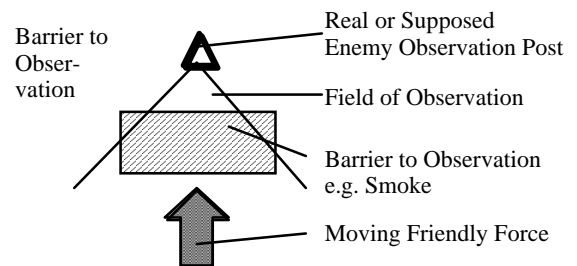 Barrier to
Obser-
vation
Real or Supposed
Enemy Observation Post
Field of Observation
Barrier to Observation
e.g. Smoke
Moving Friendly Force